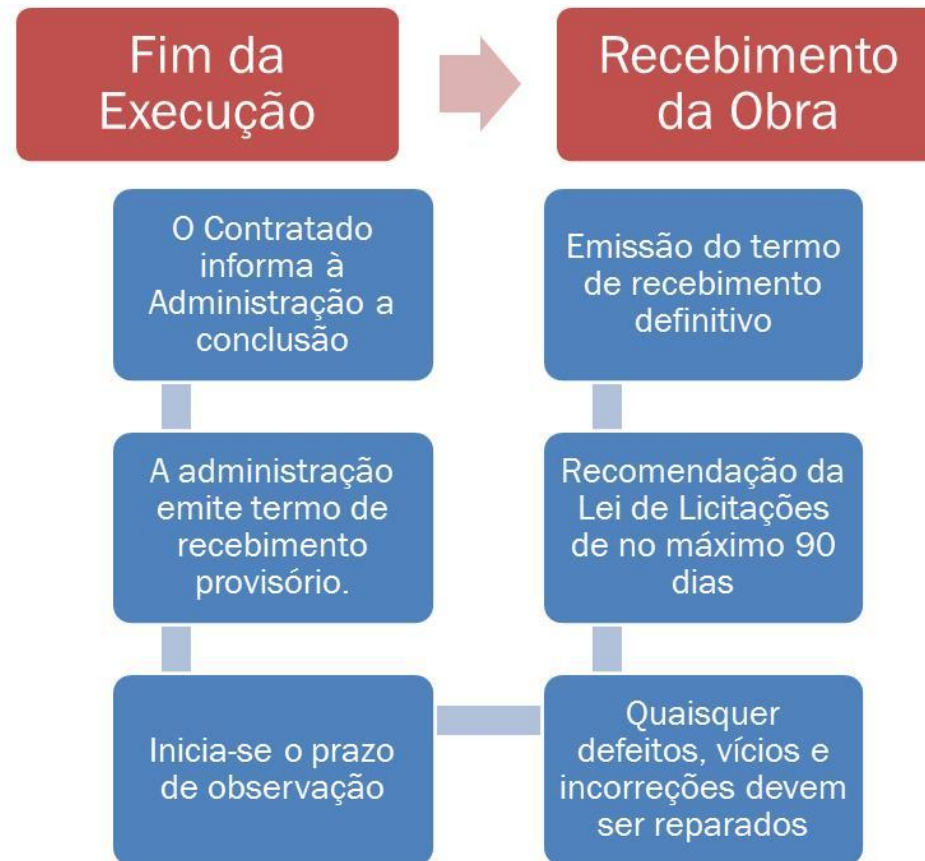 Fim da
Execução
Recebimento
da Obra
O Contratado
informa à
Administração a
conclusão
A administração
emite termo de
recebimento
provisório.
Inicia-se o prazo
de observação
Quaisquer
defeitos, vícios e
incorreções devem
ser reparados
Recomendação da
Lei de Licitações
de no máximo 90
dias
Emissão do termo
de recebimento
definitivo